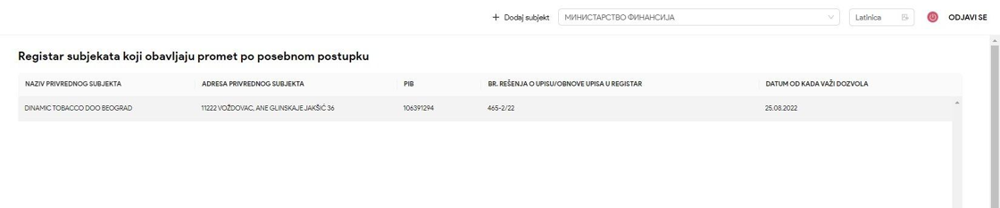 + Dodaj subjekt МИНИСТАРСТВО ФИНАНСИЈА Latinica ODJAVI SE
Registar subjekata koji obavljaju promet po posebnom postupku
NAZIV PRIVREDNOG SUBJEKTA ADRESA PRIVREDNOG SUBJEKTA PIB BR. REŠENJA O UPISU/OBNOVE UPISA U REGISTAR DATUM OD KADA VAŽI DOZVOLA
DINAMIC TOBACCO DOO BEOGRAD 11222 VOŽDOVAC, ANE GLINSKAJE JAKŠIĆ 36 106391294 465-2/22 25.08.2022